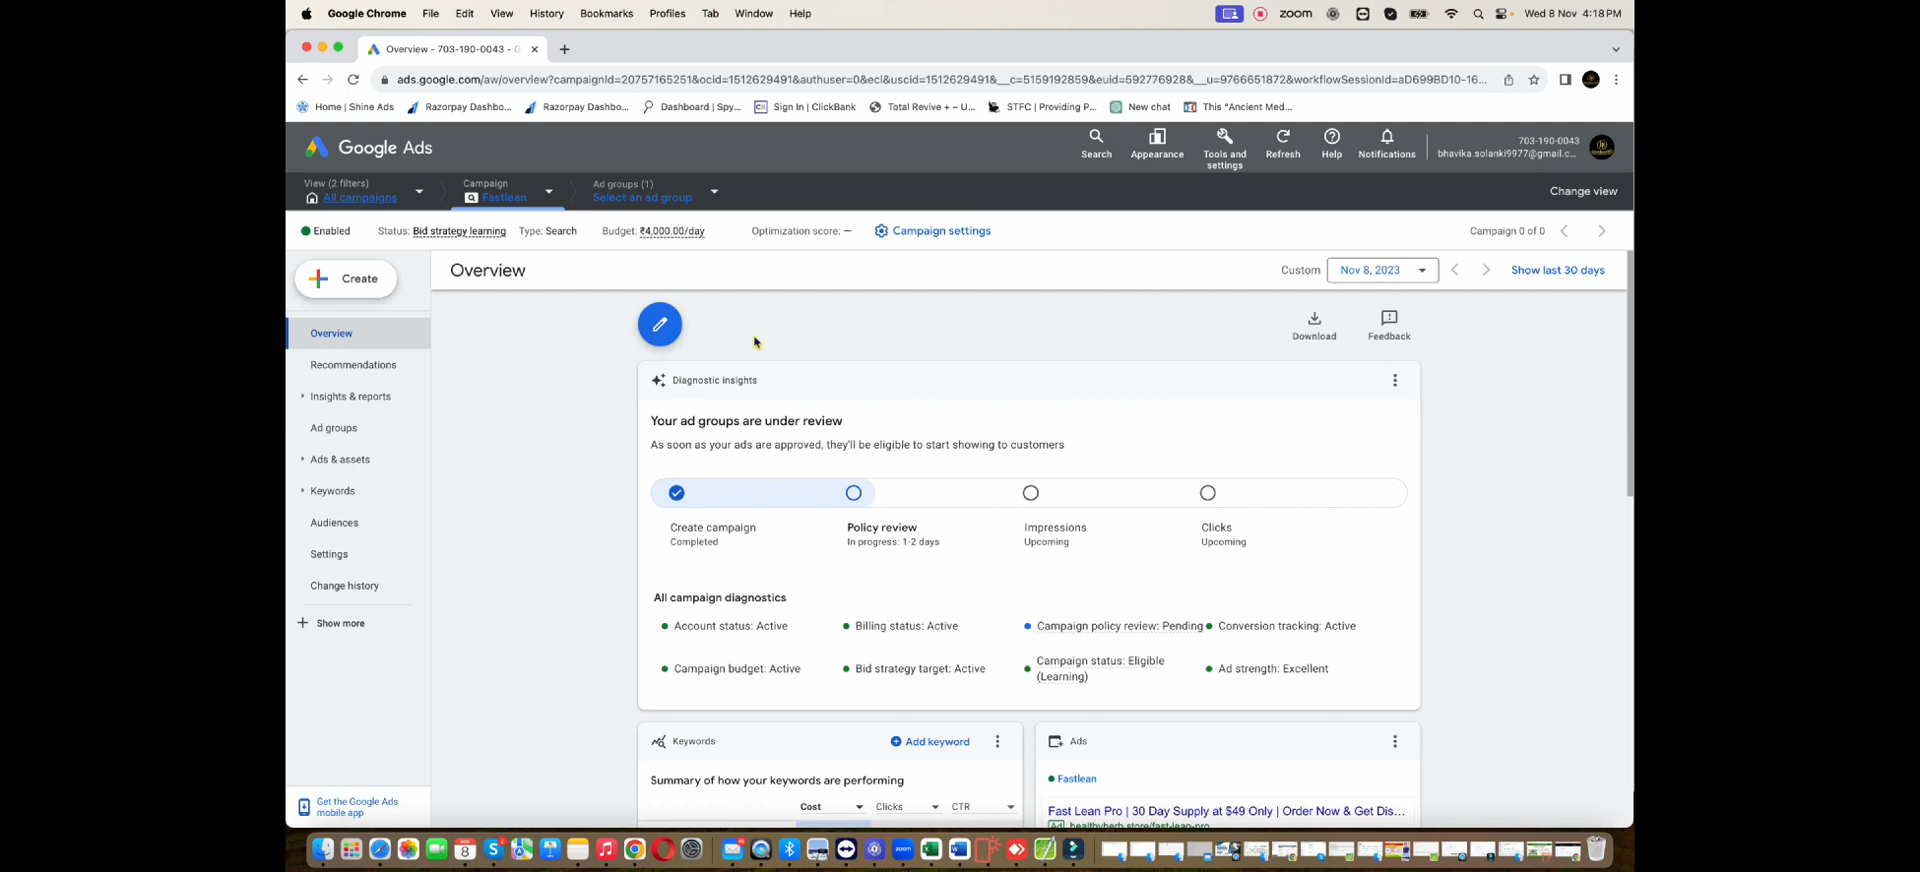 Google Chrome File Edit View History Bookmarks Profiles Tab Window Help zoom Wed 8 Nov 4:18 PM
Overview - 703-190-0043 - G
ads.google.com/aw/overview?campaignId=20757165251&ocid=1512629491&authuser=0&ecl&uscid=1512629491&__c=5159192859&euid=592776928&__u=9766651872&workflowSessionId=aD699BD10-16...
Home | Shine Ads Razorpay Dashbo... Razorpay Dashbo... Dashboard | Spy... Sign In | ClickBank Total Revive + – U... STFC | Providing P... New chat This "Ancient Med...
Google Ads
Search Appearance Tools and settings Refresh Help Notifications
703-190-0043
bhavika.solanki9977@gmail.c...
View (2 filters)
All campaigns
Campaign
Fastlean
Ad groups (1)
Select an ad group
Change view
Enabled Status: Bid strategy learning Type: Search Budget: ₹4,000.00/day Optimization score: – Campaign settings Campaign 0 of 0
Create
Overview
Custom Nov 8, 2023 Show last 30 days
Overview
Recommendations
Insights & reports
Ad groups
Ads & assets
Keywords
Audiences
Settings
Change history
Show more
Get the Google Ads
mobile app
Download Feedback
Diagnostic insights
Your ad groups are under review
As soon as your ads are approved, they'll be eligible to start showing to customers
Create campaign Policy review Impressions Clicks
Completed In progress: 1-2 days Upcoming Upcoming
All campaign diagnostics
Account status: Active Billing status: Active Campaign policy review: Pending Conversion tracking: Active
Campaign budget: Active Bid strategy target: Active Campaign status: Eligible (Learning) Ad strength: Excellent
Keywords Add keyword
Summary of how your keywords are performing
Cost Clicks CTR
Ads
Fastlean
Fast Lean Pro | 30 Day Supply at $49 Only | Order Now & Get Dis...
Ad healthyherb.store/fast-lean-pro